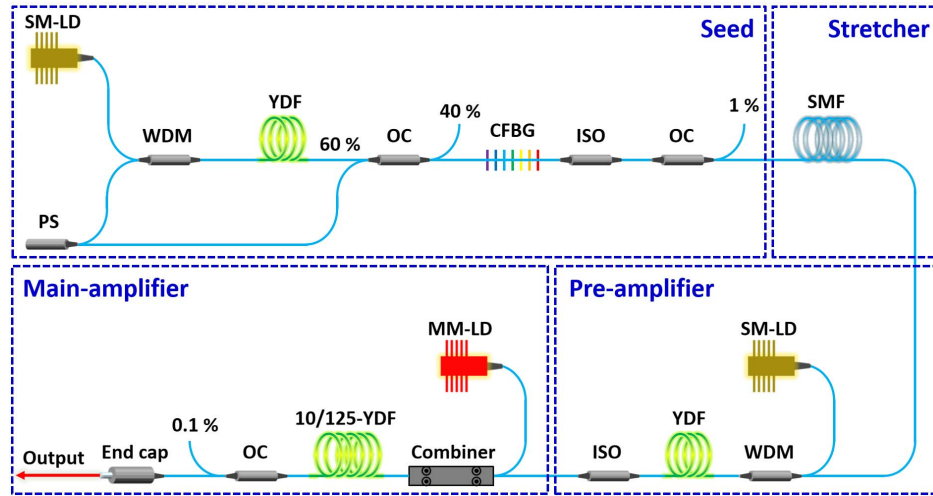 Seed
Stretcher
SM-LD
YDF
40 %
1 %
SMF
WDM
60 %
OC
CFBG
ISO
OC
PS
Main-amplifier
Pre-amplifier
MM-LD
SM-LD
0.1 %
10/125-YDF
YDF
Output
End cap
OC
Combiner
ISO
WDM